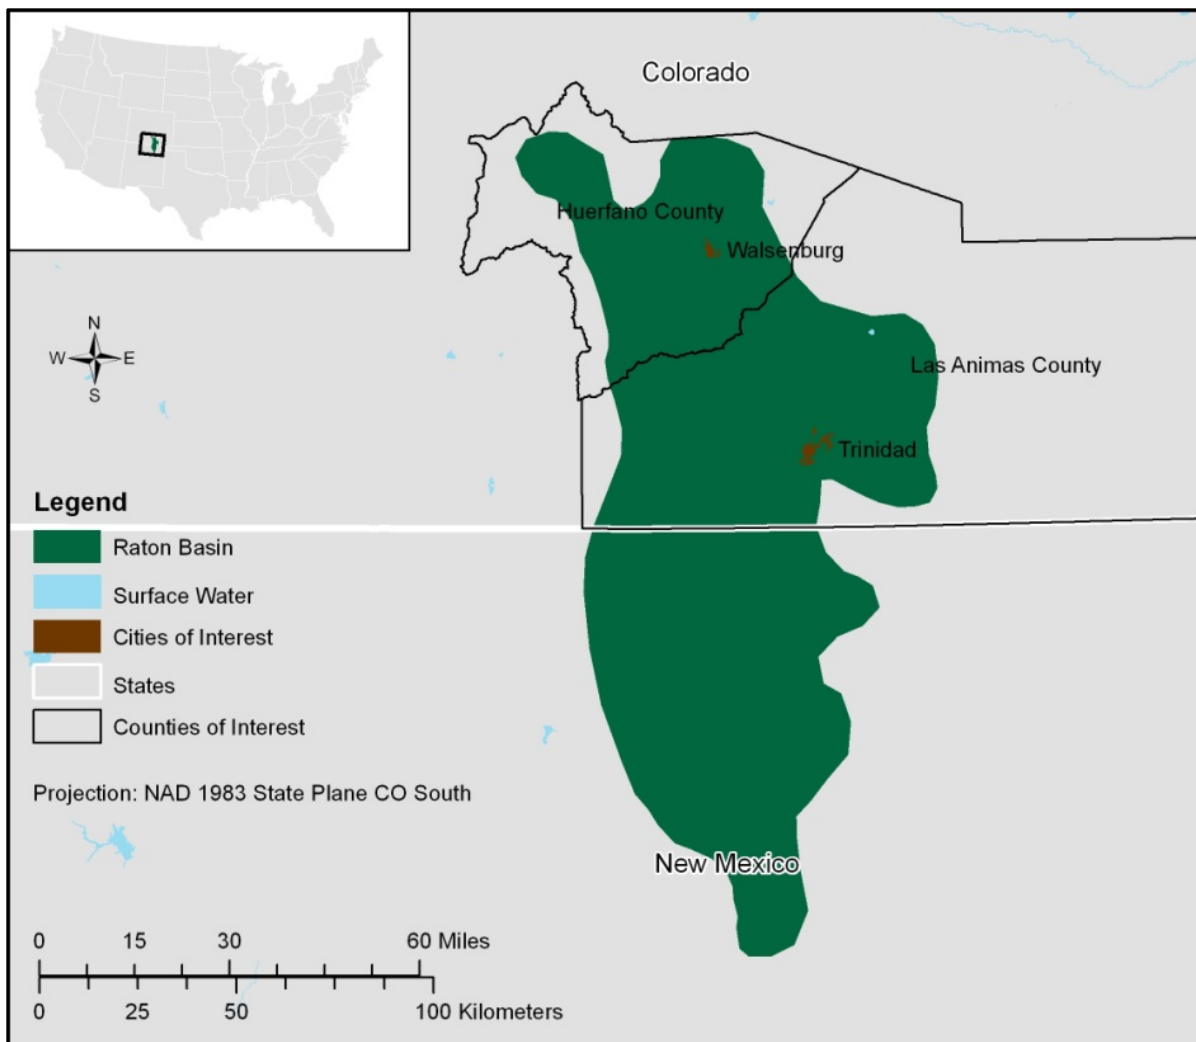 Colorado
Huerfano County
Walsenburg
N
W E
S
Las Animas County
Trinidad
Legend
Raton Basin
Surface Water
Cities of Interest
States
Counties of Interest
Projection: NAD 1983 State Plane CO South
New Mexico
0 15 30 60 Miles
0 25 50 100 Kilometers